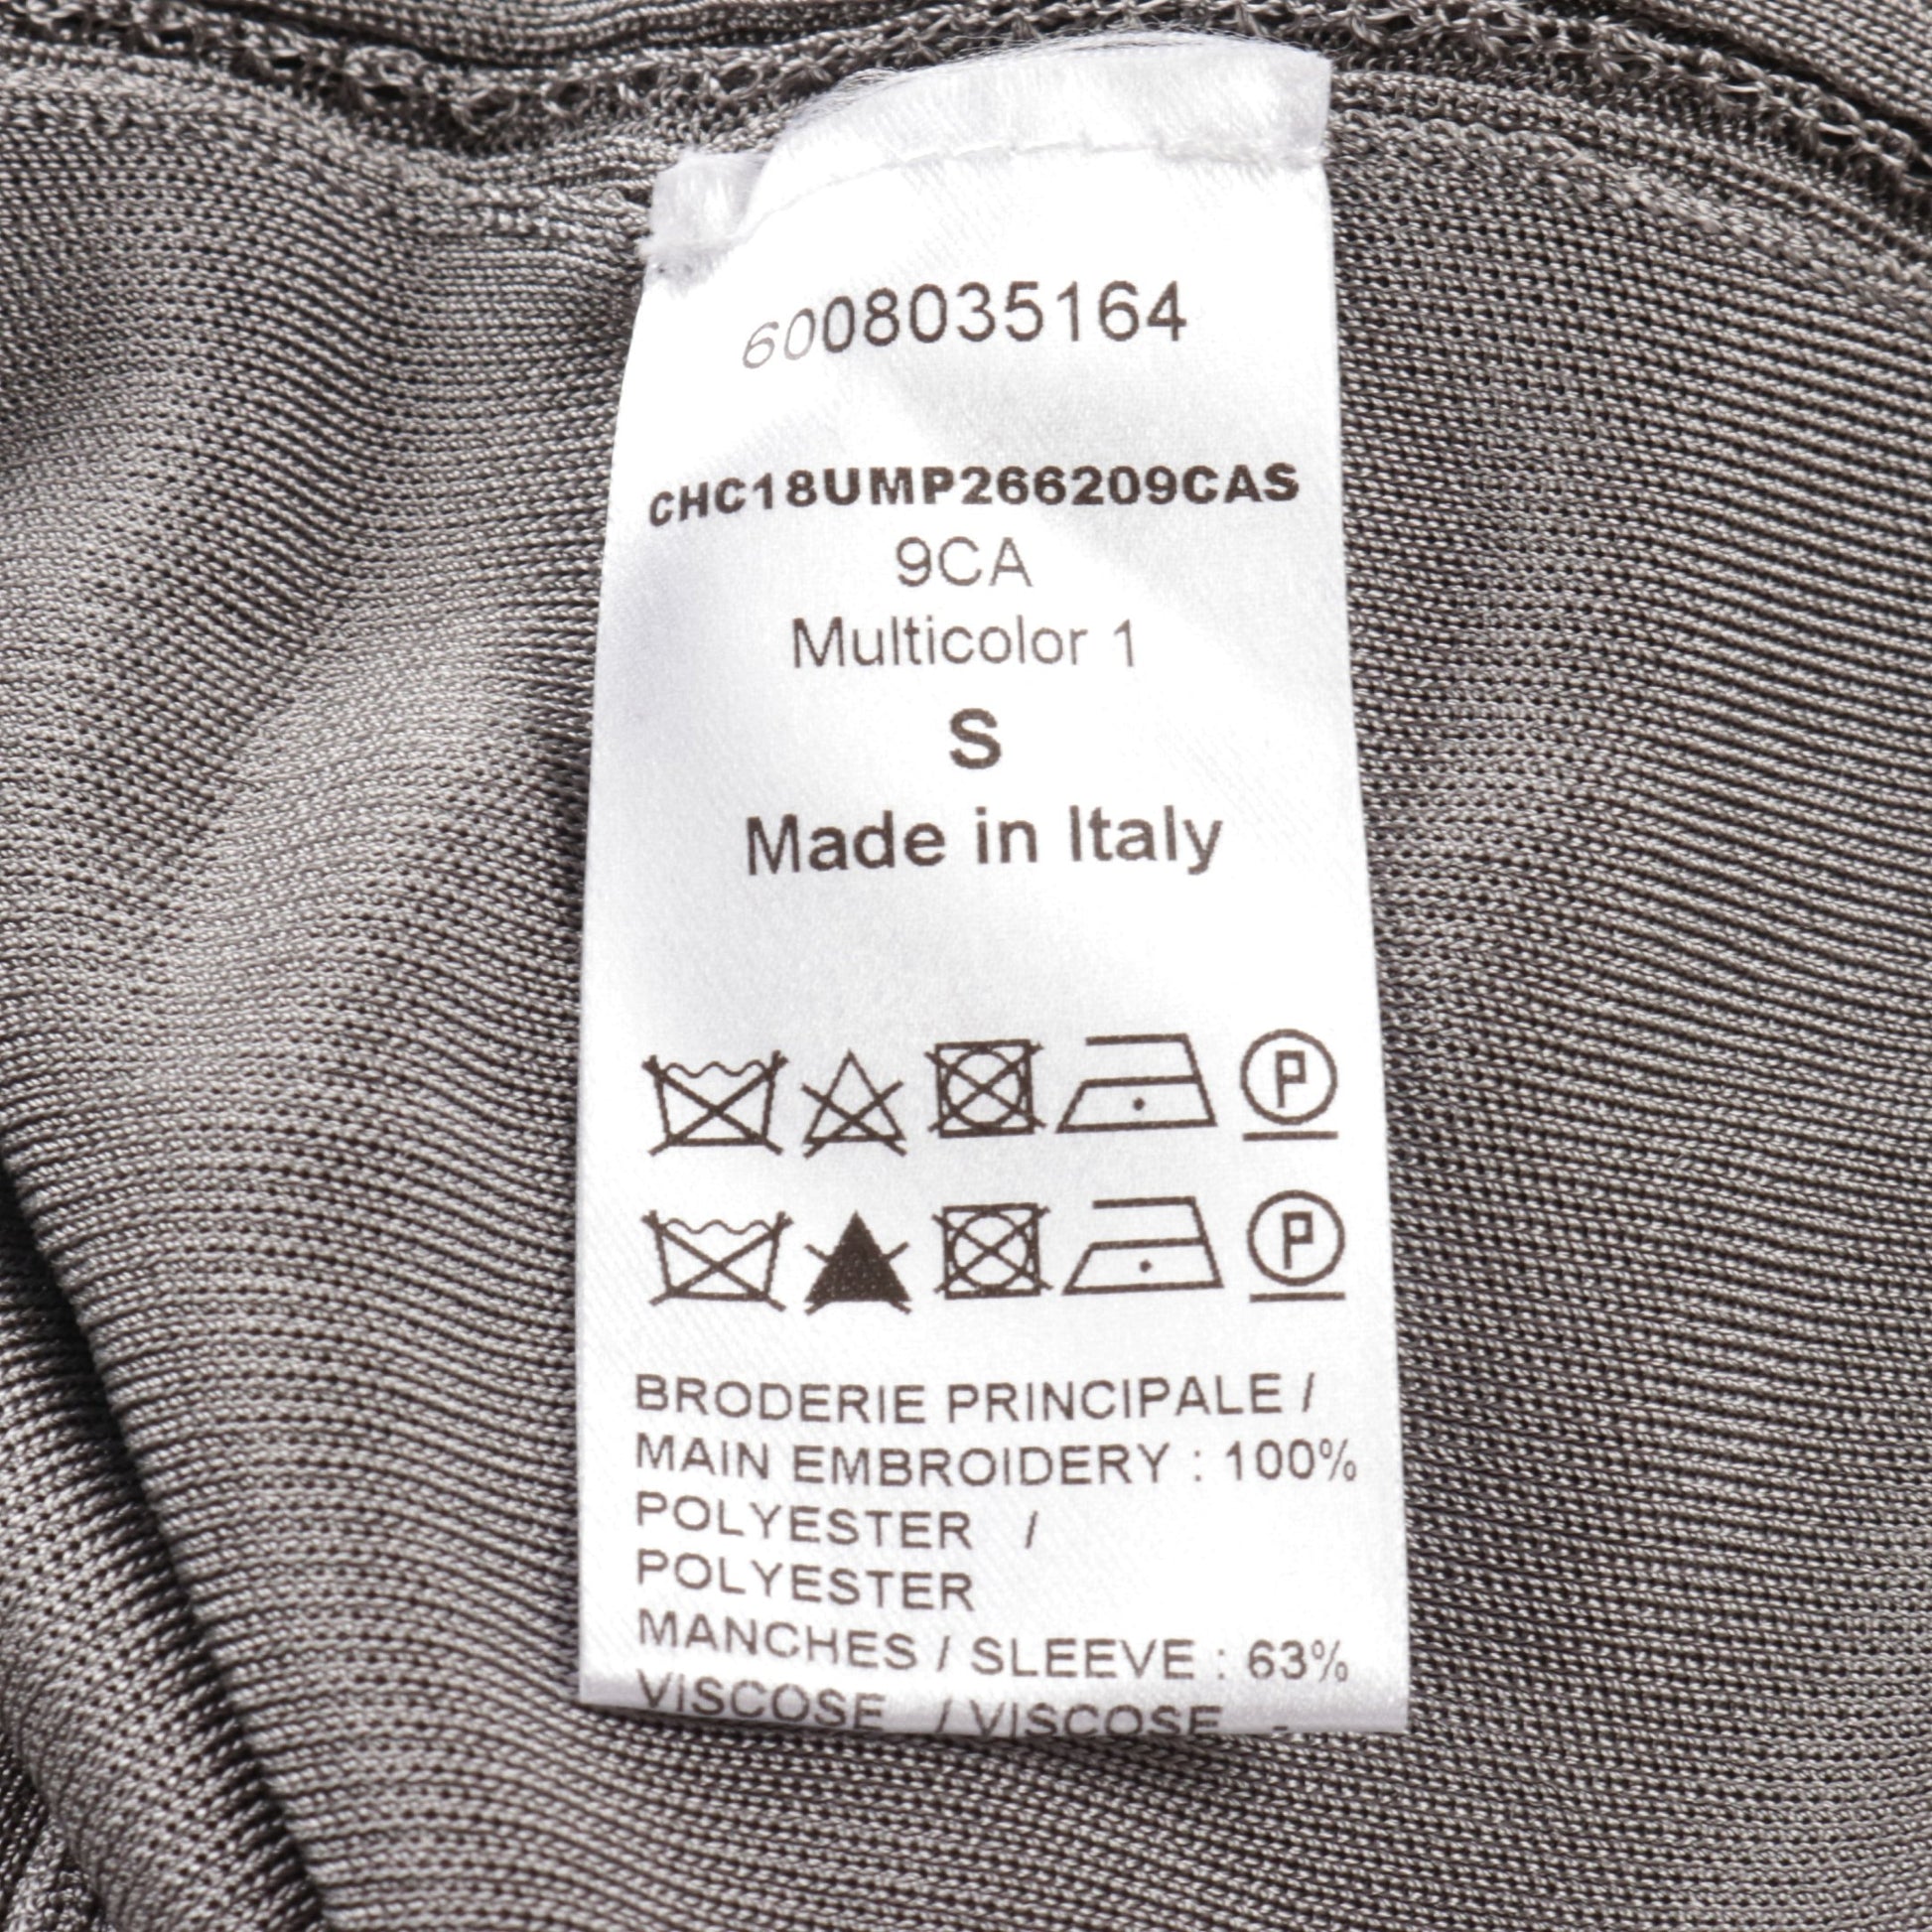 6008035164
CHC18UMP266209CAS
9CA
Multicolor 1
S
Made in Italy
P
P
BRODERIE PRINCIPALE /
MAIN EMBROIDERY : 100%
POLYESTER /
POLYESTER
MANCHES / SLEEVE : 63%
VISCOSE / VISCOSE -